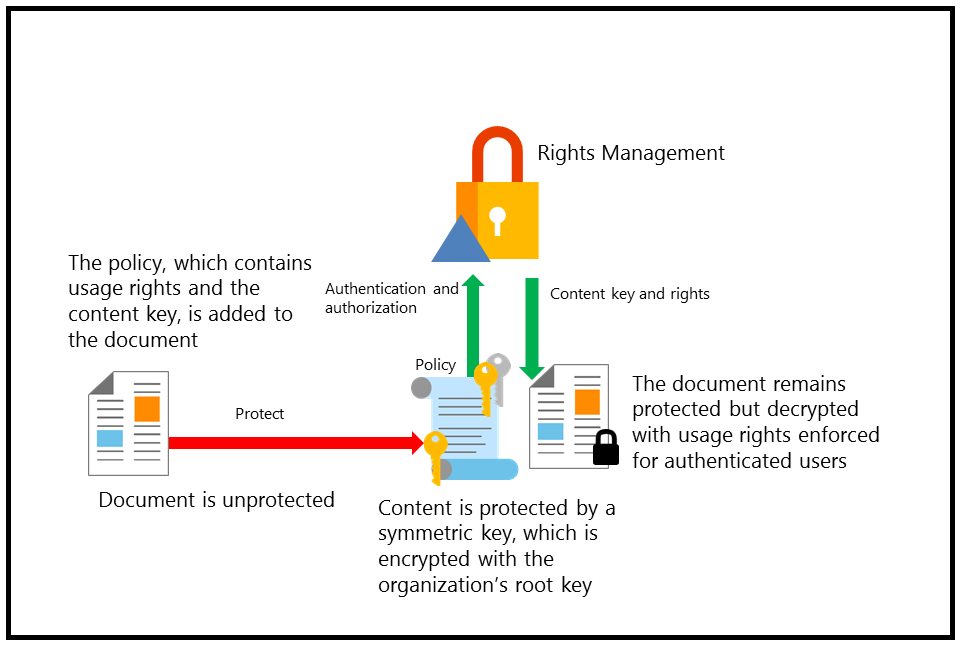 Rights Management
The policy, which contains
usage rights and the
content key, is added to
the document
Authentication and
authorization
Content key and rights
Policy
Protect
The document remains
protected but decrypted
with usage rights enforced
for authenticated users
Document is unprotected
Content is protected by a
symmetric key, which is
encrypted with the
organization’s root key